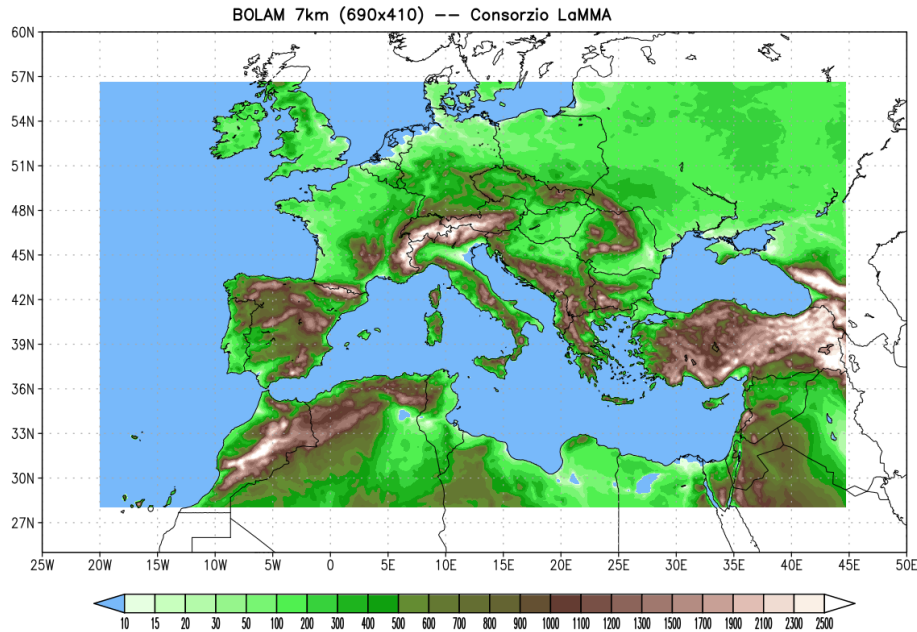 BOLAM 7km (690x410) –– Consorzio LaMMA
60N
57N
54N
51N
48N
45N
42N
39N
36N
33N
30N
27N
25W 20W 15W 10W 5W 0 5E 10E 15E 20E 25E 30E 35E 40E 45E 50E
10 15 20 30 50 100 200 300 400 500 600 700 800 900 1000 1100 1200 1300 1500 1700 1900 2100 2300 2500